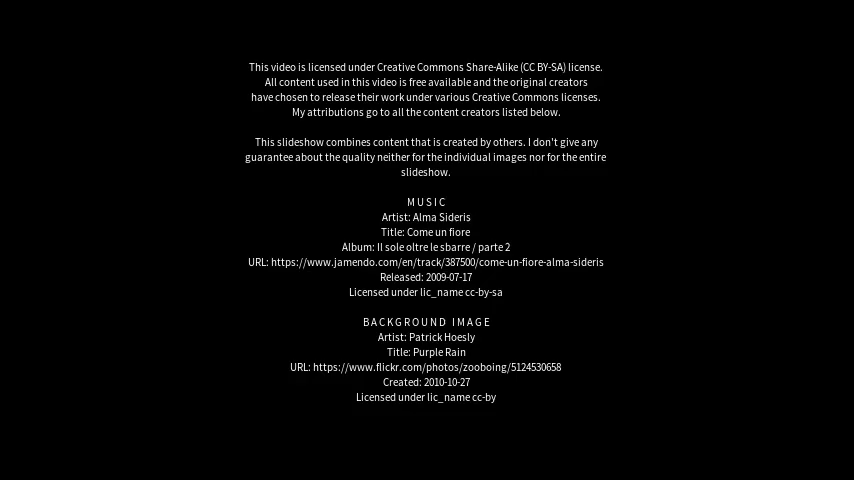 This video is licensed under Creative Commons Share-Alike (CC BY-SA) license.
All content used in this video is free available and the original creators
have chosen to release their work under various Creative Commons licenses.
My attributions go to all the content creators listed below.
This slideshow combines content that is created by others. I don't give any
guarantee about the quality neither for the individual images nor for the entire
slideshow.
MUSIC
Artist: Alma Sideris
Title: Come un fiore
Album: Il sole oltre le sbarre / parte 2
URL: https://www.jamendo.com/en/track/387500/come-un-fiore-alma-sideris
Released: 2009-07-17
Licensed under lic_name cc-by-sa
BACKGROUND IMAGE
Artist: Patrick Hoesly
Title: Purple Rain
URL: https://www.flickr.com/photos/zooboing/5124530658
Created: 2010-10-27
Licensed under lic_name cc-by